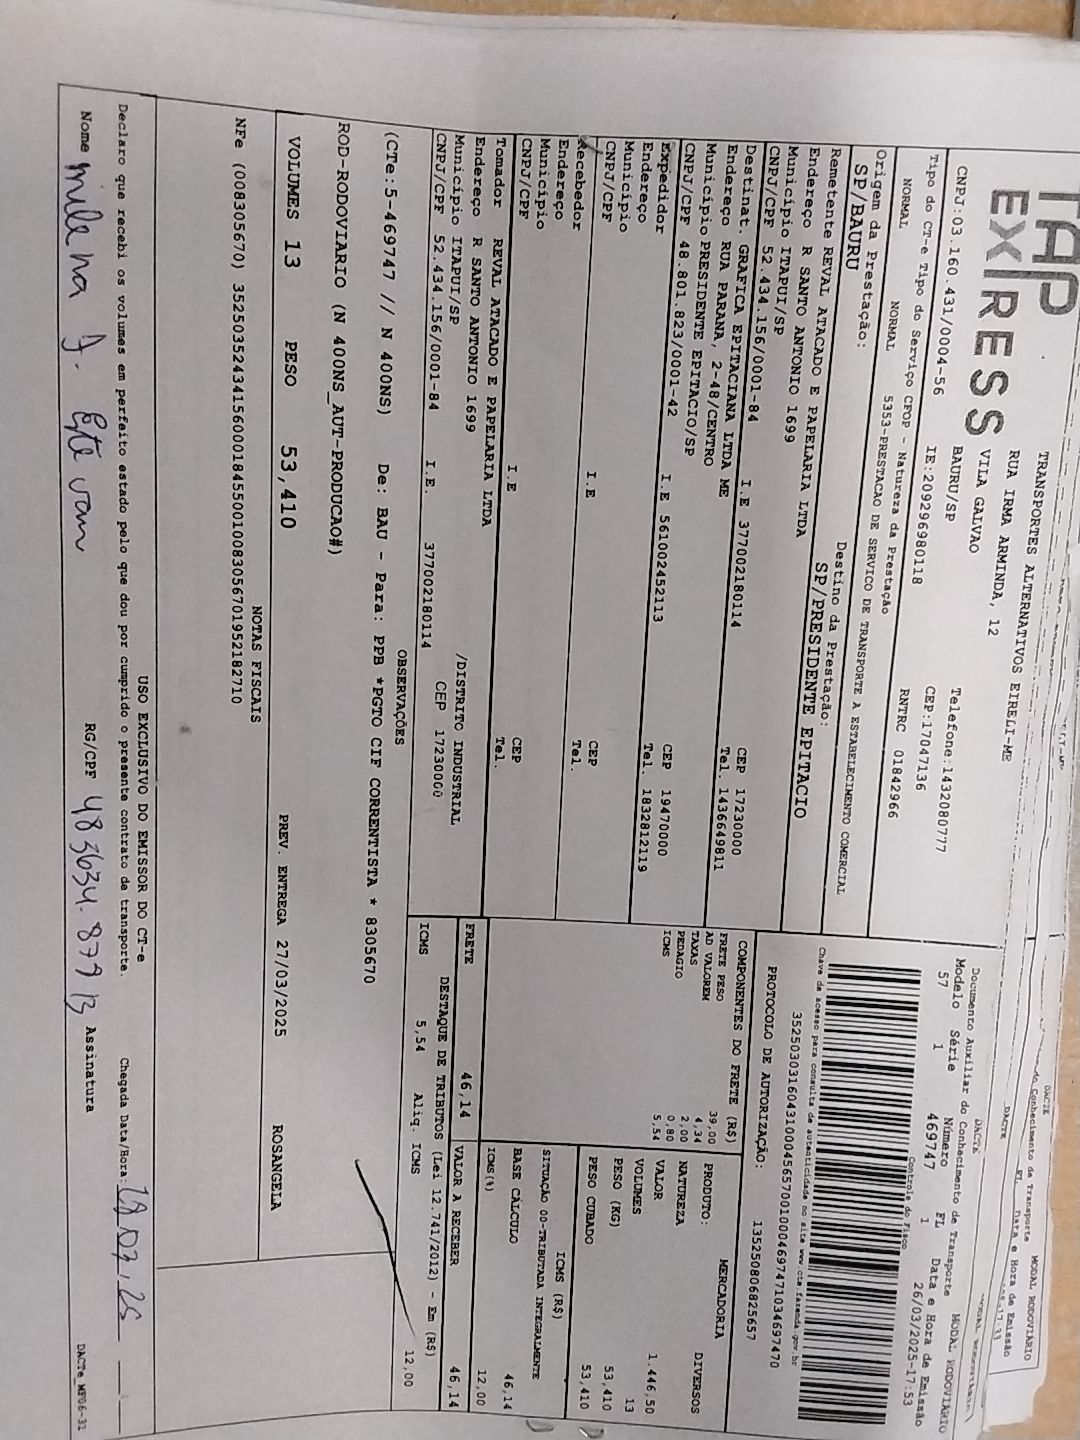 TAP
EX|RESS
TRANSPORTES ALTERNATIVOS EIRELI-ME
RUA IRMA ARMINDA, 12
VILA GALVAO
BAURU/SP
Telefone:1432080777
CEP:17047136
CNPJ:03.160.431/0004-56
IE:209296980118
RNTRC 01842966
Tipo do CT-e Tipo do Serviço CFOP - Natureza da Prestação
NORMAL NORMAL 5353-PRESTACAO DE SERVICO DE TRANSPORTE A ESTABELECIMENTO COMERCIAL
Origem da Prestação: Destino da Prestação:
SP/BAURU SP/PRESIDENTE EPITACIO
DACTE MODAL RODOVIÁRIO
Documento Auxiliar do Conhecimento de Transporte
Modelo Série Número FL Data e Hora de Emissão
57 1 469747 1 26/03/2025-17:53
Controle do Fisco
Chave de acesso para consulta de autenticidade no site www.cte.fazenda.gov.br
35250303160431000456570010004697471034697470
PROTOCOLO DE AUTORIZAÇÃO: 135250806825657
Remetente REVAL ATACADO E PAPELARIA LTDA
Endereço R SANTO ANTONIO 1699
Município ITAPUI/SP CEP 17230000
CNPJ/CPF 52.434.156/0001-84 I.E 377002180114 Tel. 1436649811
Destinat. GRAFICA EPITACIANA LTDA ME
Endereço RUA PARANA, 2-48/CENTRO
Município PRESIDENTE EPITACIO/SP CEP 19470000
CNPJ/CPF 48.801.823/0001-42 I.E 561002452113 Tel. 1832812119
Expedidor
Endereço
Município CEP
CNPJ/CPF I.E Tel.
Recebedor
Endereço
Município CEP
CNPJ/CPF I.E Tel.
Tomador REVAL ATACADO E PAPELARIA LTDA
Endereço R SANTO ANTONIO 1699 /DISTRITO INDUSTRIAL
Município ITAPUI/SP CEP 17230000
CNPJ/CPF 52.434.156/0001-84 I.E. 377002180114
COMPONENTES DO FRETE (R$)
FRETE PESO 39,00
AD VALOREM 4,34
TAXAS 2,00
PEDAGIO 0,80
ICMS 5,54
PRODUTO: MERCADORIA
NATUREZA DIVERSOS
VALOR 1.446,50
VOLUMES 13
PESO (KG) 53,410
PESO CUBADO 53,410
ICMS (R$)
SITUAÇÃO 00-TRIBUTADA INTEGRALMENTE
BASE CÁLCULO 46,14
ICMS(%) 12,00
FRETE 46,14 VALOR A RECEBER 46,14
DESTAQUE DE TRIBUTOS (Lei 12.741/2012) - Em (R$)
ICMS 5,54 Aliq. ICMS 12,00
OBSERVAÇÕES
(CTe:5-469747 // N 400NS) De: BAU - Para: PPB *PGTO CIF CORRENTISTA * 8305670
ROD-RODOVIARIO (N 400NS_AUT-PRODUCAO#)
VOLUMES 13 PESO 53,410 PREV. ENTREGA 27/03/2025 ROSANGELA
NOTAS FISCAIS
NFe (008305670) 35250352434156000184550010083056701952182710
USO EXCLUSIVO DO EMISSOR DO CT-e
Declaro que recebi os volumes em perfeito estado pelo que dou por cumprido o presente contrato de transporte. Chegada Data/Hora:
Nome Milena RG/CPF Assinatura
DACTe_MF06-31